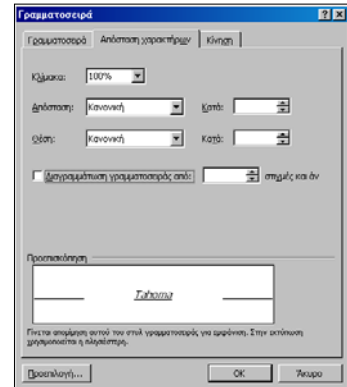 Γραμματοσειρά
Γραμματοσειρά Απόσταση χαρακτήρων Κίνηση
Κλίμακα: 100%
Απόσταση: Κανονική Κατά:
Θέση: Κανονική Κατά:
Διαγραμμάτωση γραμματοσειράς από: στιγμές και άν
Προεπισκόπηση
Tahoma
Γίνεται απομίμηση αυτού του στυλ γραμματοσειράς για εμφάνιση. Στην εκτύπωση
χρησιμοποιείται η πλησιέστερη.
Προεπιλογή... OK Άκυρο